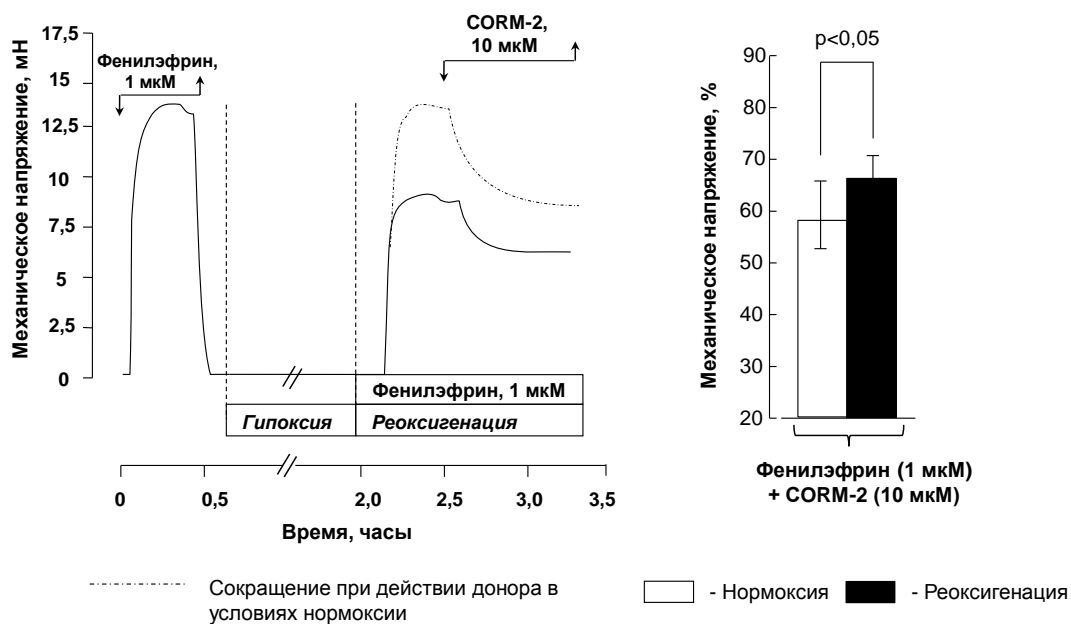 Механическое напряжение, мН
17,5
15
12,5
10
7,5
5
2,5
0
Фенилэфрин,
1 мкМ
CORM-2,
10 мкМ
Фенилэфрин, 1 мкМ
Гипоксия
Реоксигенация
0
0,5
2,0
2,5
3,0
3,5
Время, часы
Сокращение при действии донора в
условиях нормоксии
Механическое напряжение, %
90
80
70
60
50
40
30
20
p<0,05
Фенилэфрин (1 мкМ)
+ CORM-2 (10 мкМ)
- Нормоксия
- Реоксигенация